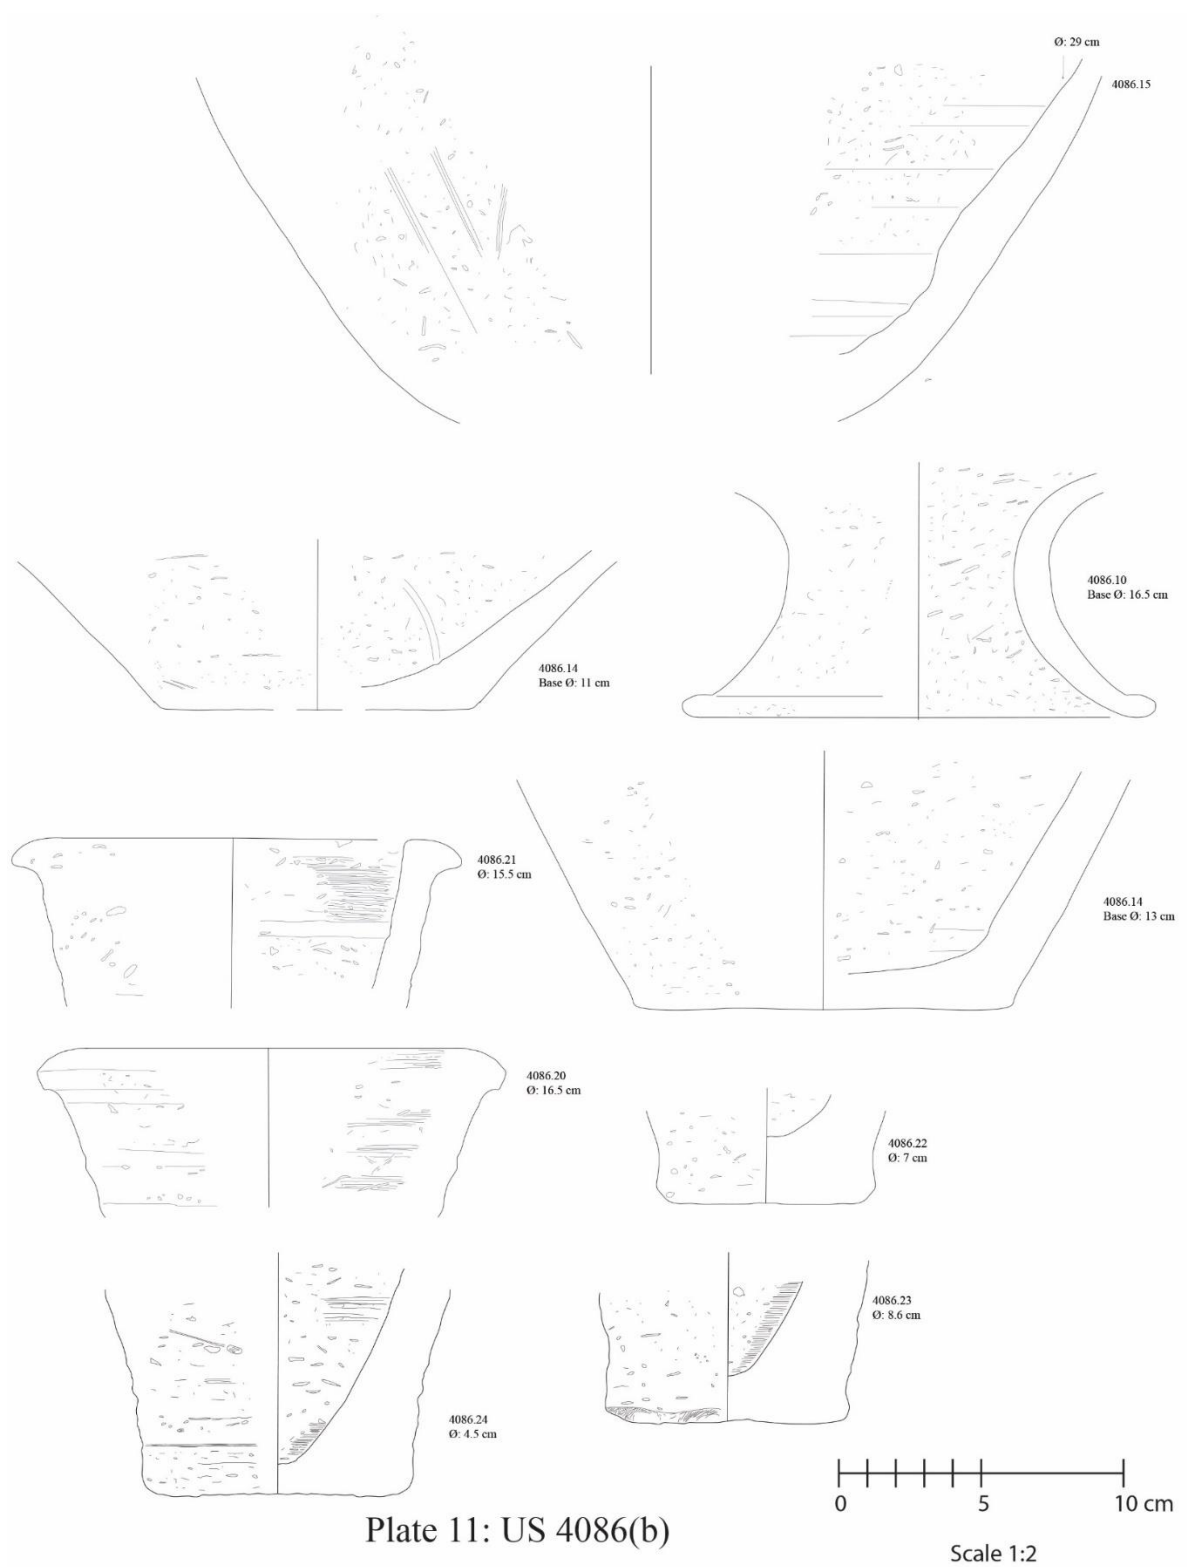 Ø: 29 cm
4086.15
4086.10
Base Ø: 16.5 cm
4086.14
Base Ø: 11 cm
4086.21
Ø: 15.5 cm
4086.14
Base Ø: 13 cm
4086.20
Ø: 16.5 cm
4086.22
Ø: 7 cm
4086.23
Ø: 8.6 cm
4086.24
Ø: 4.5 cm
0 5 10 cm
Plate 11: US 4086(b)
Scale 1:2